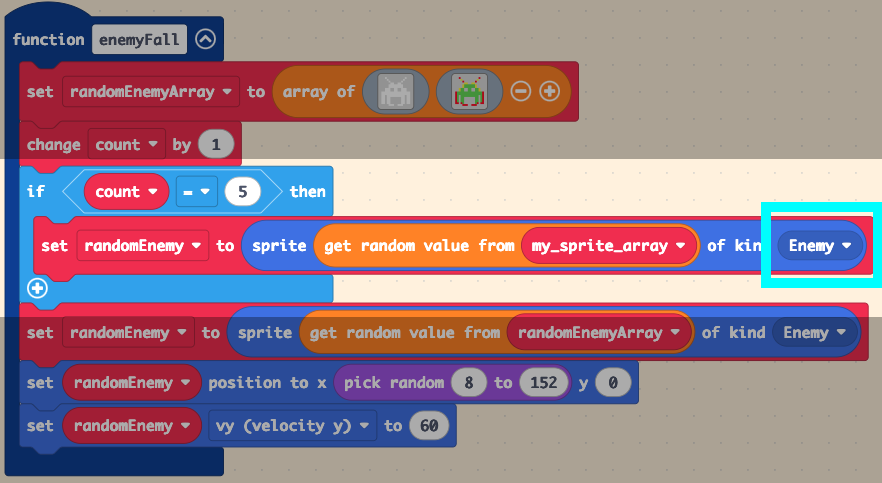 function enemyFall
set randomEnemyArray to array of
change count by 1
if count = 5 then
set randomEnemy to sprite get random value from my_sprite_array of kind Enemy
set randomEnemy to sprite get random value from randomEnemyArray of kind Enemy
set randomEnemy position to x pick random 8 to 152 y 0
set randomEnemy vy (velocity y) to 60